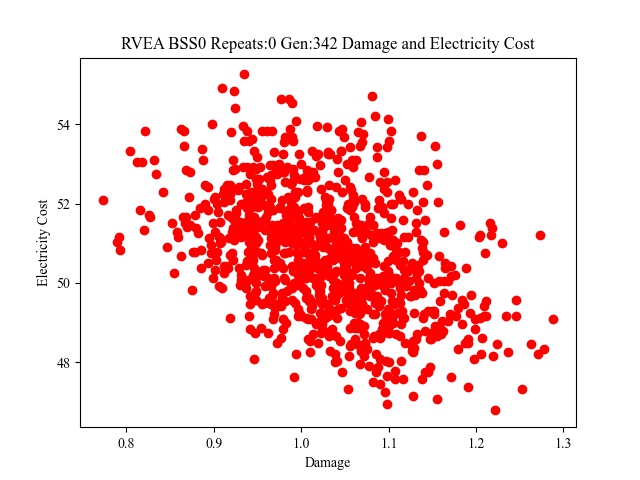 RVEA BSS0 Repeats:0 Gen:342 Damage and Electricity Cost
54
52
50
48
Electricity Cost
0.8 0.9 1.0 1.1 1.2 1.3
Damage